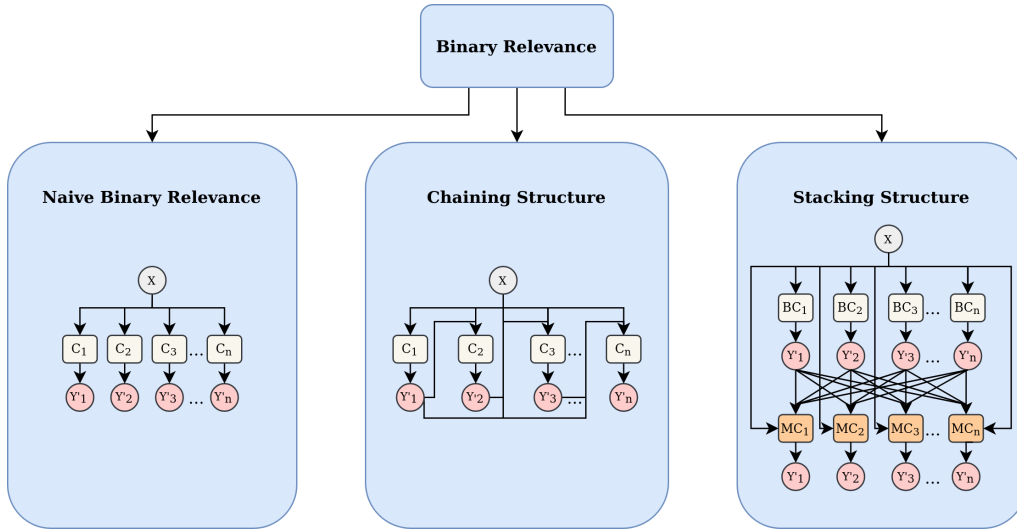 Binary Relevance
Naive Binary Relevance
X
C₁ C₂ C₃ ... Cₙ
Y'₁ Y'₂ Y'₃ ... Y'ₙ
Chaining Structure
X
C₁ C₂ C₃ ... Cₙ
Y'₁ Y'₂ Y'₃ ... Y'ₙ
Stacking Structure
X
BC₁ BC₂ BC₃ ... BCₙ
Y'₁ Y'₂ Y'₃ ... Y'ₙ
MC₁ MC₂ MC₃ ... MCₙ
Y'₁ Y'₂ Y'₃ ... Y'ₙ